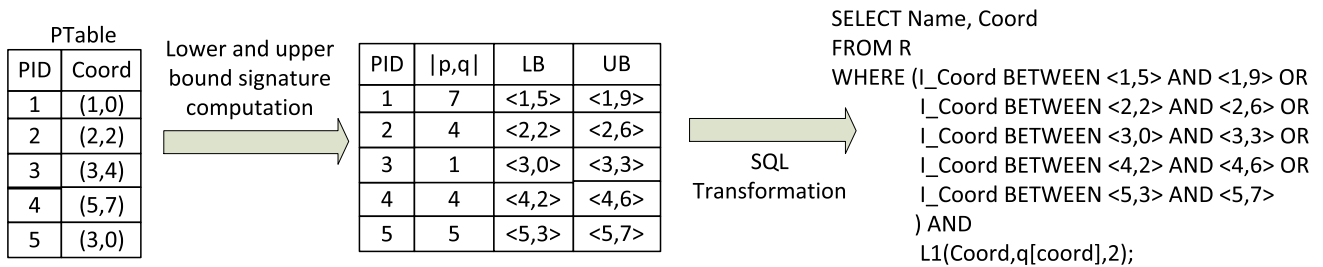 PTable
PID Coord
1 (1,0)
2 (2,2)
3 (3,4)
4 (5,7)
5 (3,0)
Lower and upper
bound signature
computation
PID |p,q| LB UB
1 7 <1,5> <1,9>
2 4 <2,2> <2,6>
3 1 <3,0> <3,3>
4 4 <4,2> <4,6>
5 5 <5,3> <5,7>
SQL
Transformation
SELECT Name, Coord
FROM R
WHERE (I_Coord BETWEEN <1,5> AND <1,9> OR
I_Coord BETWEEN <2,2> AND <2,6> OR
I_Coord BETWEEN <3,0> AND <3,3> OR
I_Coord BETWEEN <4,2> AND <4,6> OR
I_Coord BETWEEN <5,3> AND <5,7>
) AND
L1(Coord,q[coord],2);